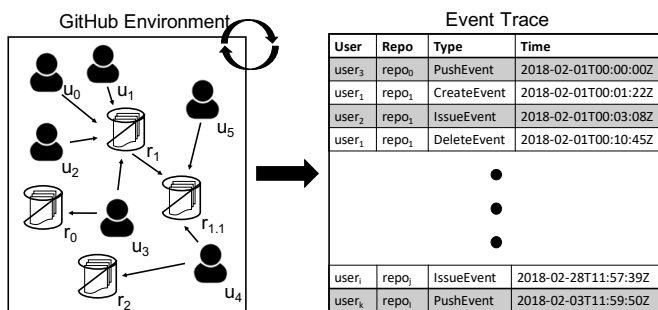 GitHub Environment
u0
u1
u5
u2
r1
r0
u3
r1.1
r2
u4
Event Trace
User Repo Type Time
user3 repo0 PushEvent 2018-02-01T00:00:00Z
user1 repo1 CreateEvent 2018-02-01T00:01:22Z
user2 repo1 IssueEvent 2018-02-01T00:03:08Z
user1 repo1 DeleteEvent 2018-02-01T00:10:45Z
useri repoj IssueEvent 2018-02-28T11:57:39Z
userk repol PushEvent 2018-02-03T11:59:50Z